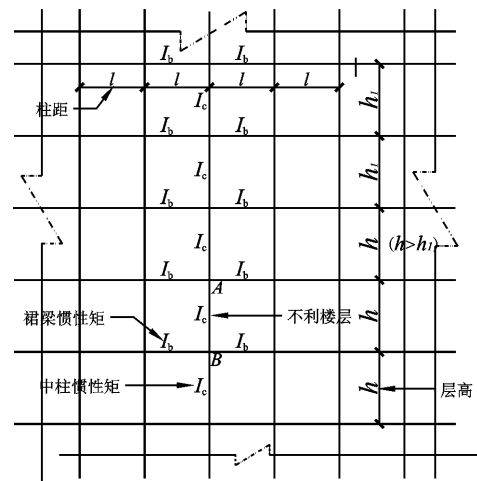 I_b I_b
l l l l
I_c
柱距
h_1
I_b I_b
I_c
h_1
I_b I_b
I_c
h (h>h_1)
I_b I_b
A
裙梁惯性矩
I_c
不利楼层
h
I_b I_b
B
中柱惯性矩
I_c
h
层高